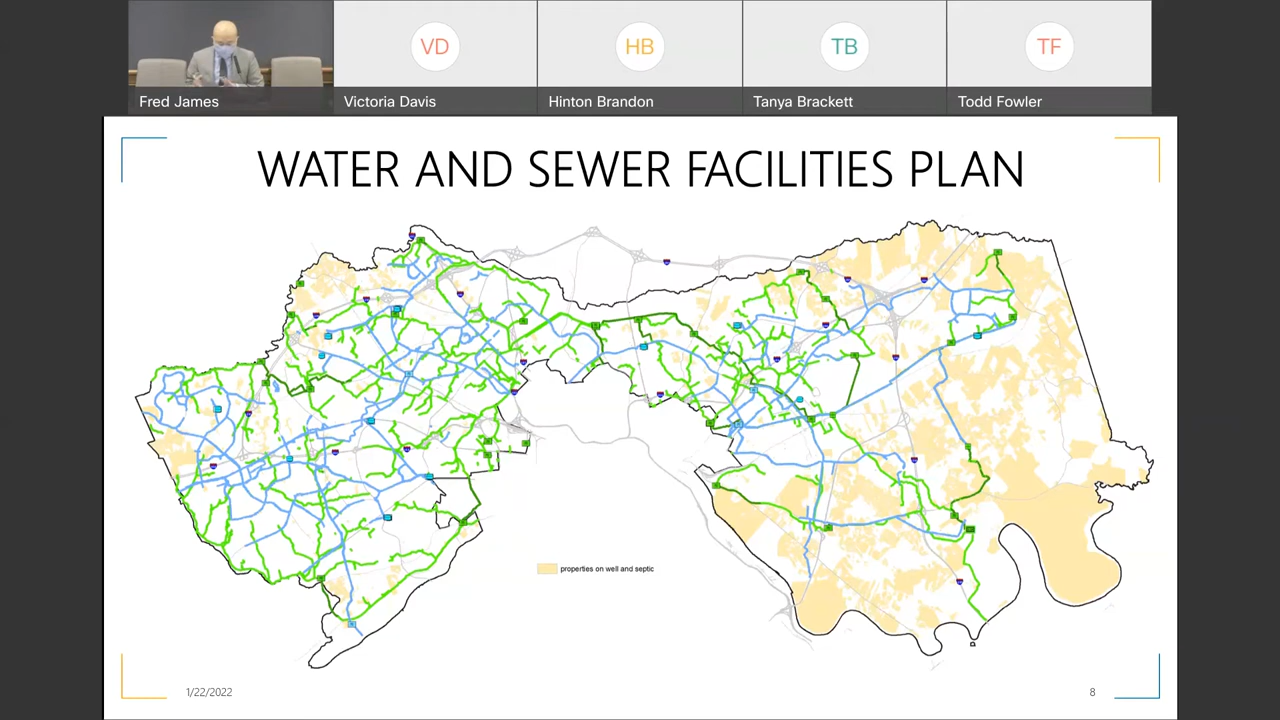 VD
HB
TB
TF
Fred James
Victoria Davis
Hinton Brandon
Tanya Brackett
Todd Fowler
WATER AND SEWER FACILITIES PLAN
properties on well and septic
1/22/2022
8